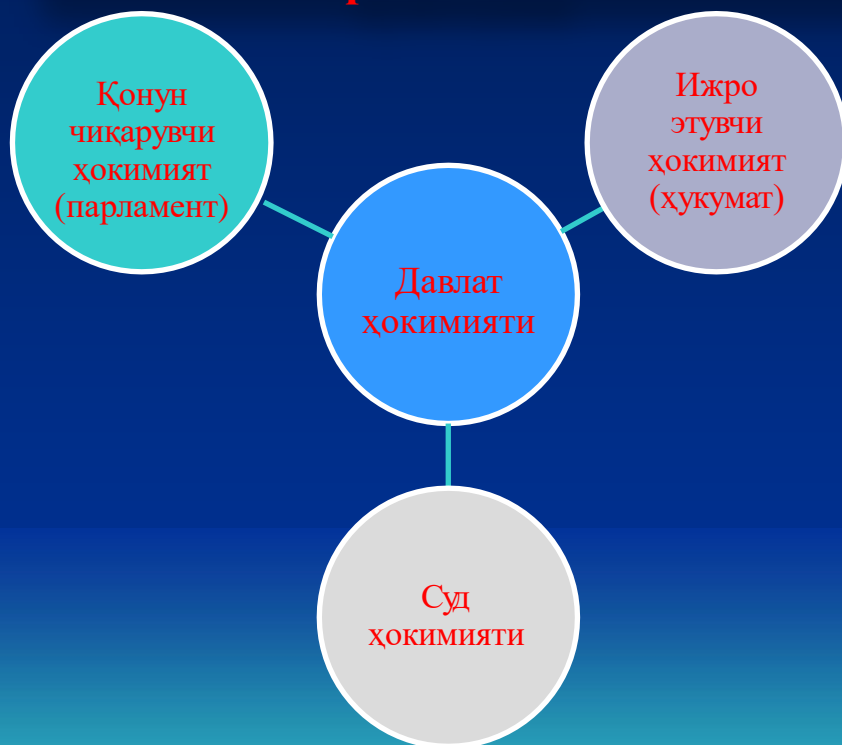 Қонун
чиқарувчи
ҳокимият
(парламент)
Ижро
этувчи
ҳокимият
(ҳукумат)
Давлат
ҳокимияти
Суд
ҳокимияти